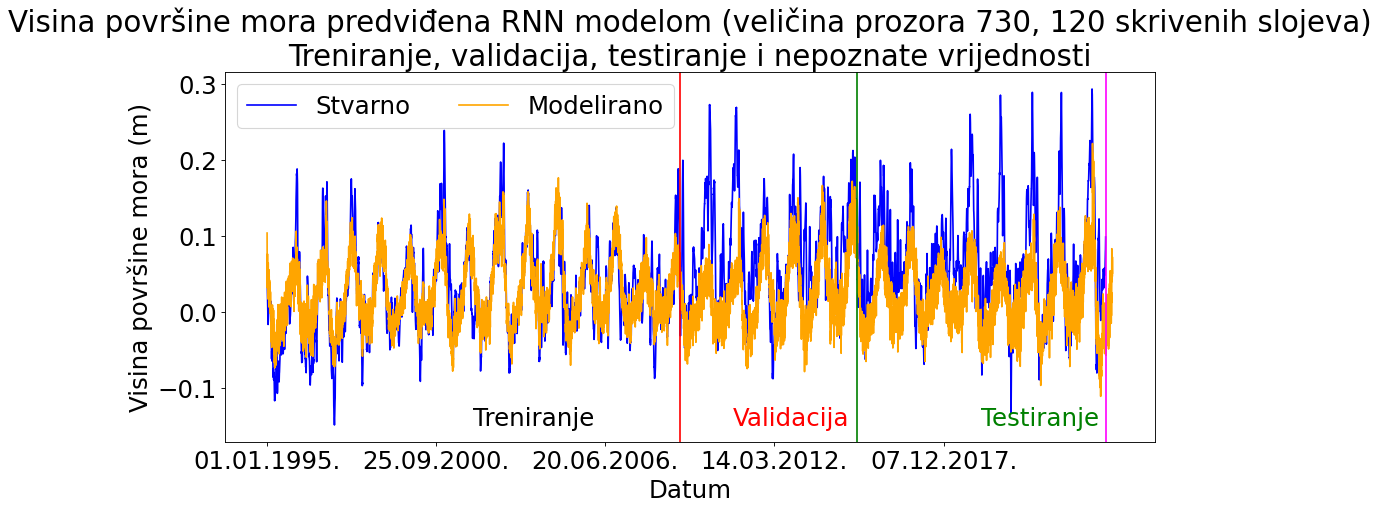 Visina površine mora predviđena RNN modelom (veličina prozora 730, 120 skrivenih slojeva)
Treniranje, validacija, testiranje i nepoznate vrijednosti
Stvarno Modelirano
Visina površine mora (m)
0.3
0.2
0.1
0.0
−0.1
Treniranje Validacija Testiranje
01.01.1995. 25.09.2000. 20.06.2006. 14.03.2012. 07.12.2017.
Datum